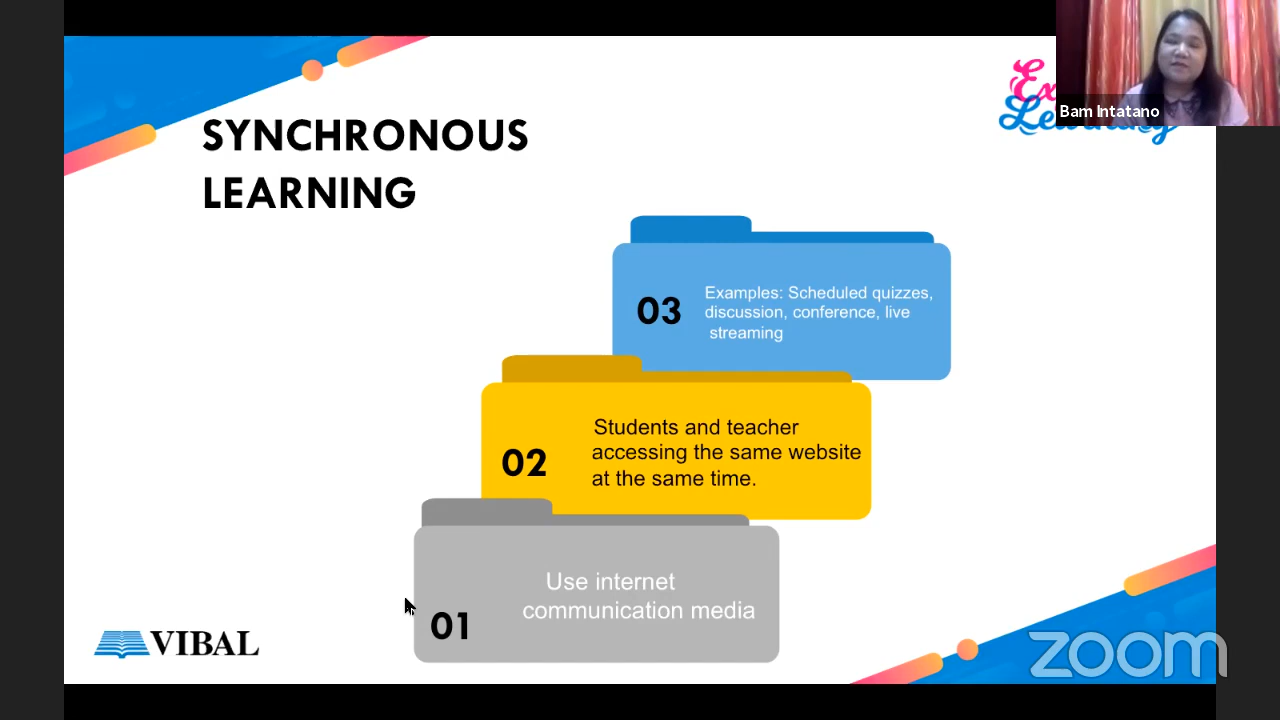 SYNCHRONOUS
LEARNING
Bam Intatano
03
Examples: Scheduled quizzes,
discussion, conference, live
streaming
02
Students and teacher
accessing the same website
at the same time.
01
Use internet
communication media
VIBAL
zoom